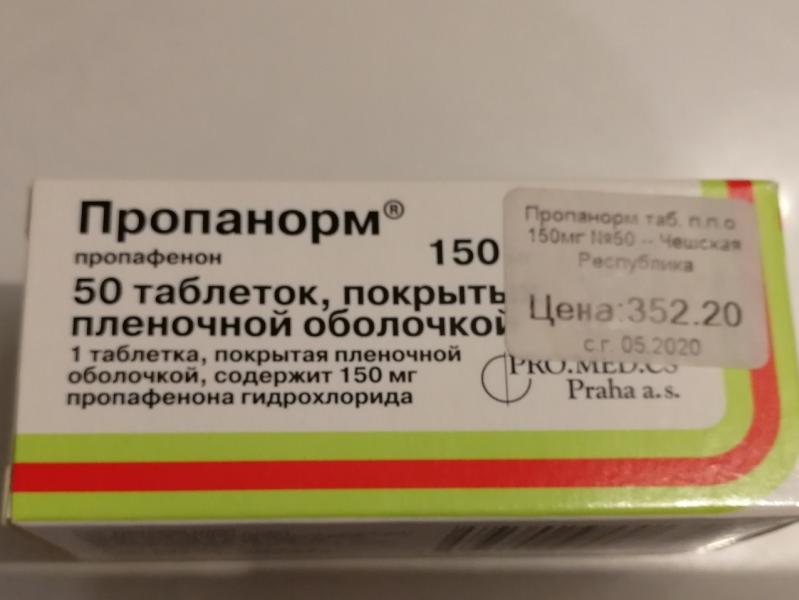 Пропанорм®
пропафенон
150
50 таблеток, покрыты
пленочной оболочкой
1 таблетка, покрытая пленочной
оболочкой, содержит 150 мг
пропафенона гидрохлорида
Пропанорм таб. п.п.о
150мг №50 -- Чешская
Республика
Цена:352.20
с.г. 05.2020
PRO.MED.CS
Praha a.s.